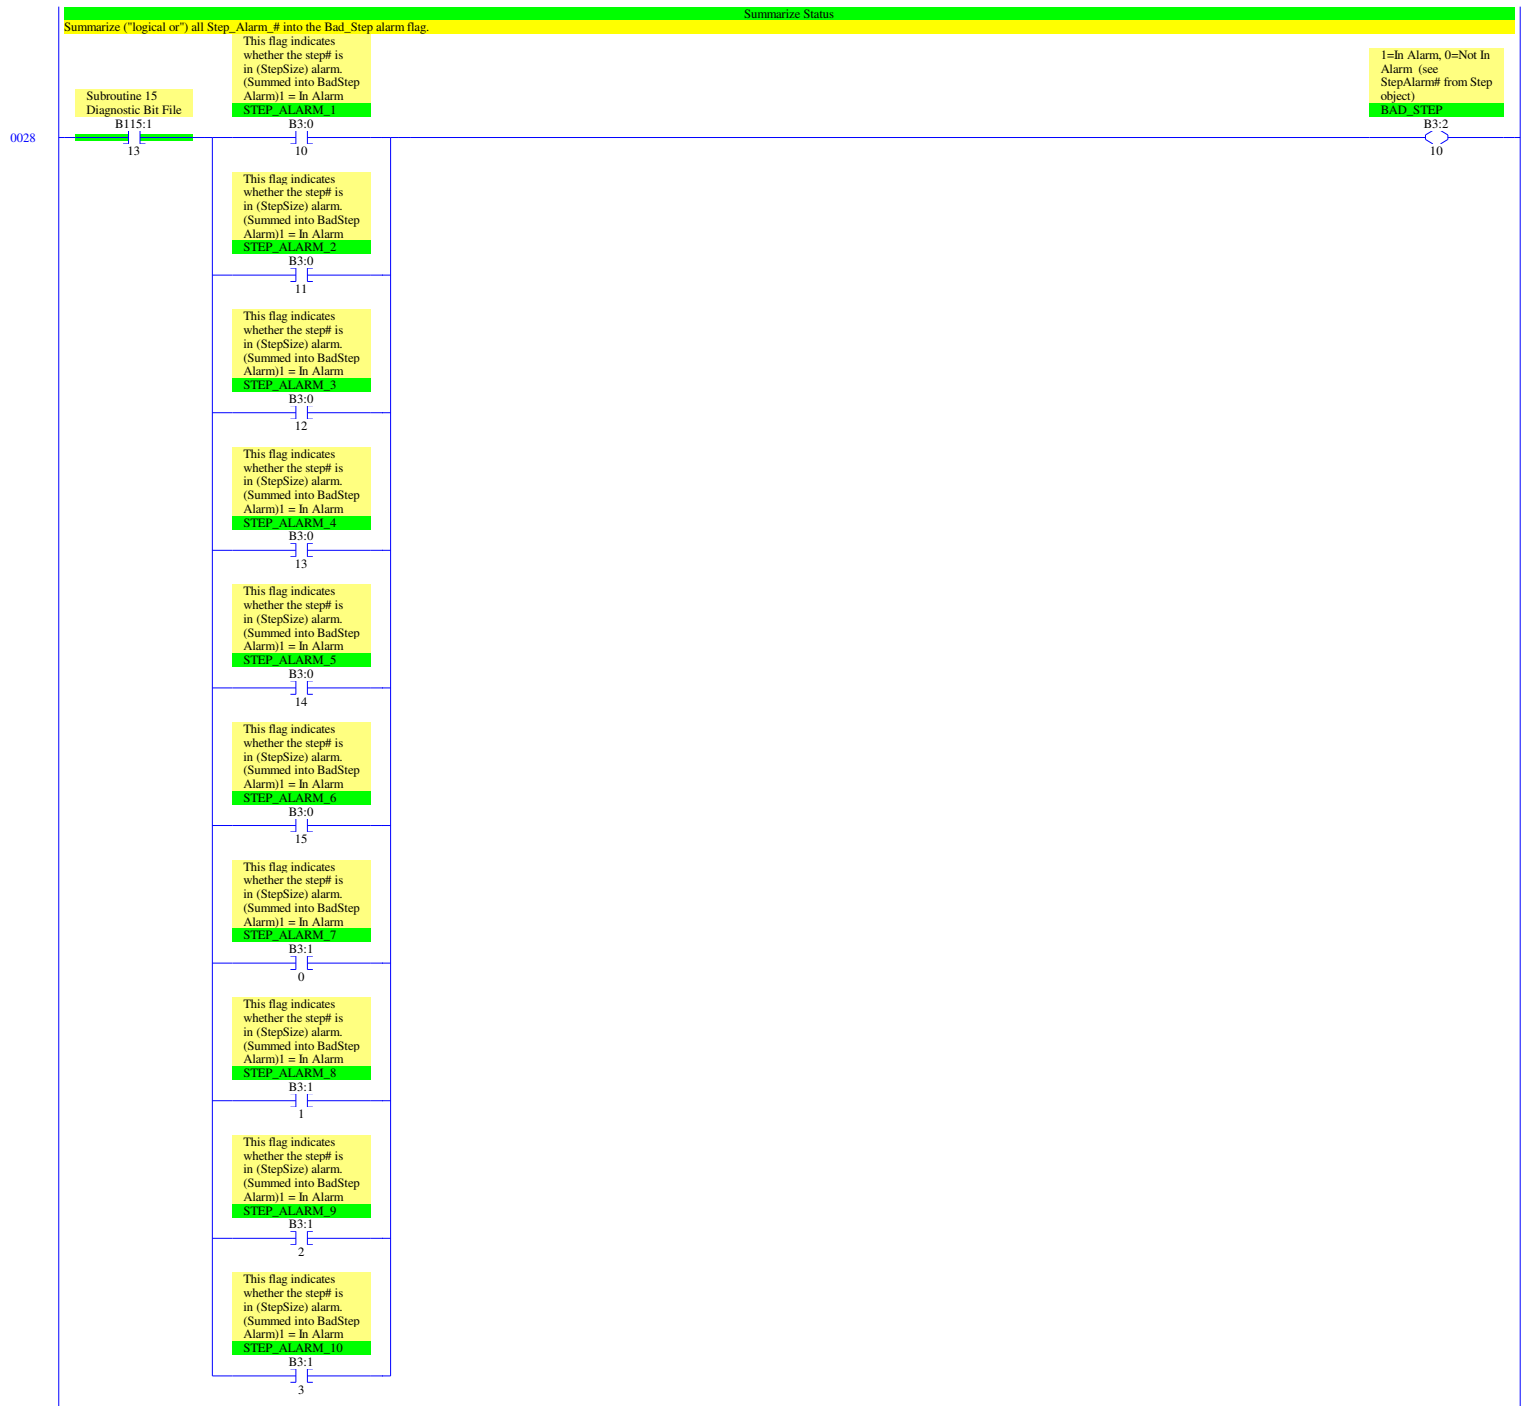 Summarize Status
Summarize ("logical or") all Step_Alarm_# into the Bad_Step alarm flag.
This flag indicates
whether the step# is
in (StepSize) alarm.
(Summed into BadStep
Alarm)1 = In Alarm
STEP_ALARM_1
B3:0
10
1=In Alarm, 0=Not In
Alarm (see
StepAlarm# from Step
object)
BAD_STEP
B3:2
10
Subroutine 15
Diagnostic Bit File
B115:1
13
0028
This flag indicates
whether the step# is
in (StepSize) alarm.
(Summed into BadStep
Alarm)1 = In Alarm
STEP_ALARM_2
B3:0
11
This flag indicates
whether the step# is
in (StepSize) alarm.
(Summed into BadStep
Alarm)1 = In Alarm
STEP_ALARM_3
B3:0
12
This flag indicates
whether the step# is
in (StepSize) alarm.
(Summed into BadStep
Alarm)1 = In Alarm
STEP_ALARM_4
B3:0
13
This flag indicates
whether the step# is
in (StepSize) alarm.
(Summed into BadStep
Alarm)1 = In Alarm
STEP_ALARM_5
B3:0
14
This flag indicates
whether the step# is
in (StepSize) alarm.
(Summed into BadStep
Alarm)1 = In Alarm
STEP_ALARM_6
B3:0
15
This flag indicates
whether the step# is
in (StepSize) alarm.
(Summed into BadStep
Alarm)1 = In Alarm
STEP_ALARM_7
B3:1
0
This flag indicates
whether the step# is
in (StepSize) alarm.
(Summed into BadStep
Alarm)1 = In Alarm
STEP_ALARM_8
B3:1
1
This flag indicates
whether the step# is
in (StepSize) alarm.
(Summed into BadStep
Alarm)1 = In Alarm
STEP_ALARM_9
B3:1
2
This flag indicates
whether the step# is
in (StepSize) alarm.
(Summed into BadStep
Alarm)1 = In Alarm
STEP_ALARM_10
B3:1
3